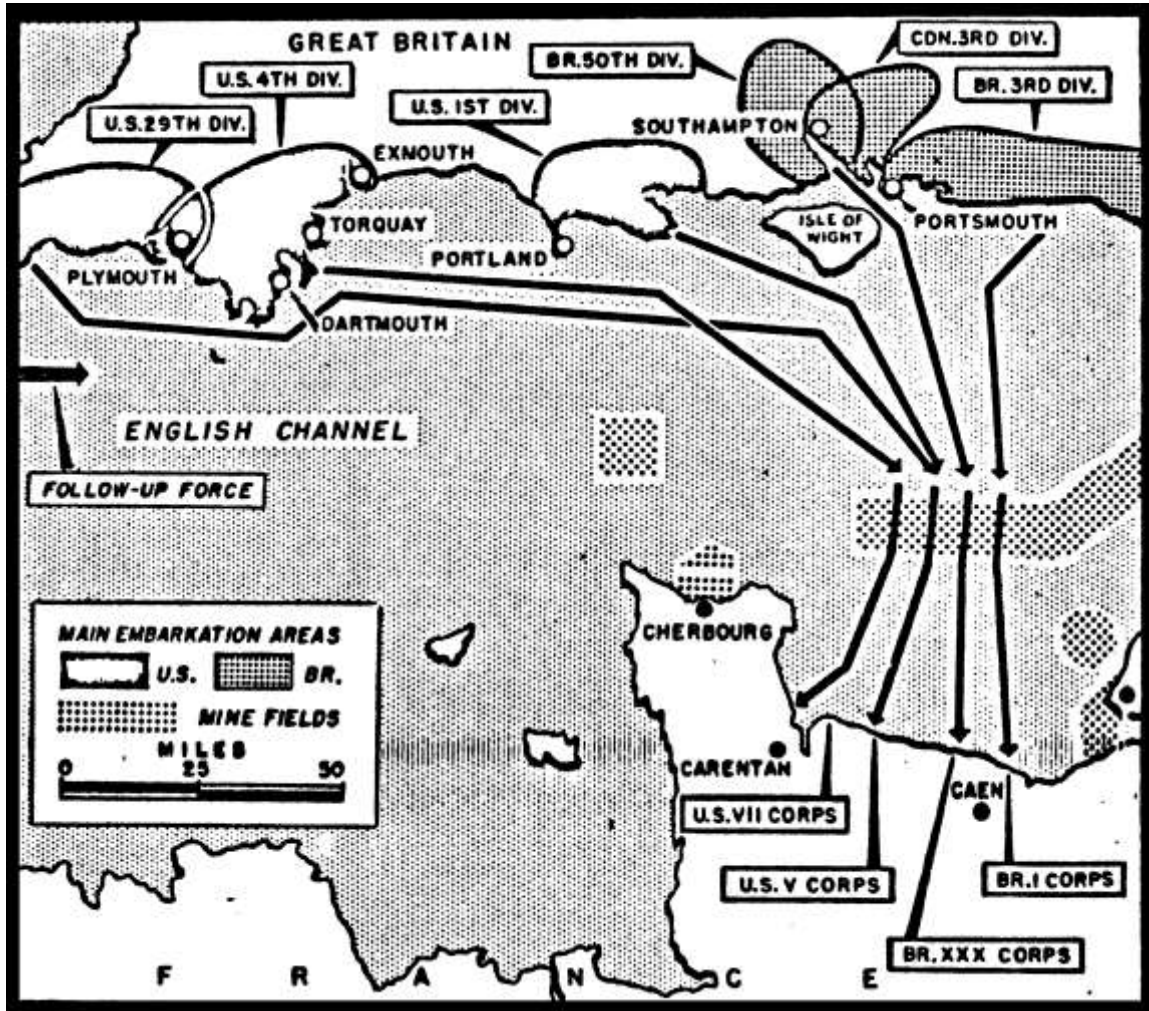 GREAT BRITAIN
CDN. 3RD DIV.
BR. 50TH DIV.
U.S. 4TH DIV.
BR. 3RD DIV.
U.S. 1ST DIV.
U.S. 29TH DIV.
SOUTHAMPTON
EXNOUTH
ISLE OF
WIGHT
PORTSMOUTH
TORQUAY
PORTLAND
PLYMOUTH
DARTMOUTH
ENGLISH CHANNEL
FOLLOW-UP FORCE
MAIN EMBARKATION AREAS
U.S. BR.
MINE FIELDS
MILES
0 25 50
CHERBOURG
CARENTAN
CAEN
U.S. VII CORPS
U.S. V CORPS
BR. I CORPS
BR. XXX CORPS
F R A N C E